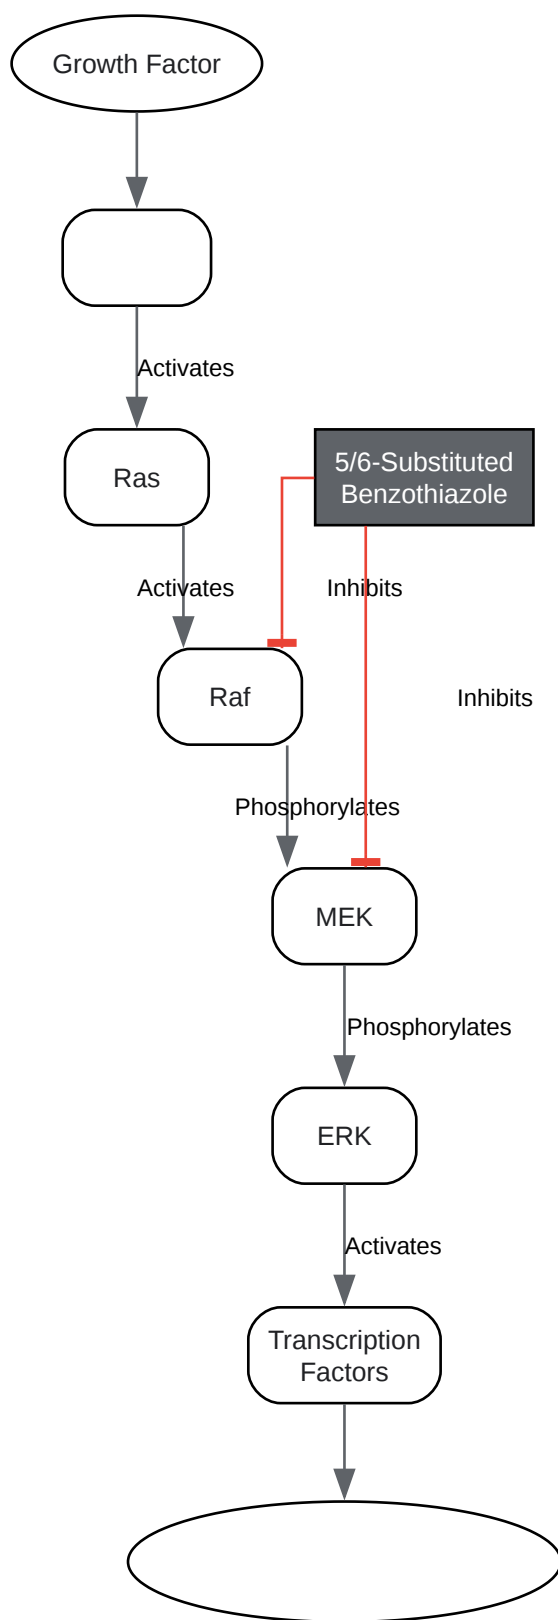 Growth Factor
Activates
Ras
5/6-Substituted
Benzothiazole
Activates
Inhibits
Raf
Inhibits
Phosphorylates
MEK
Phosphorylates
ERK
Activates
Transcription
Factors